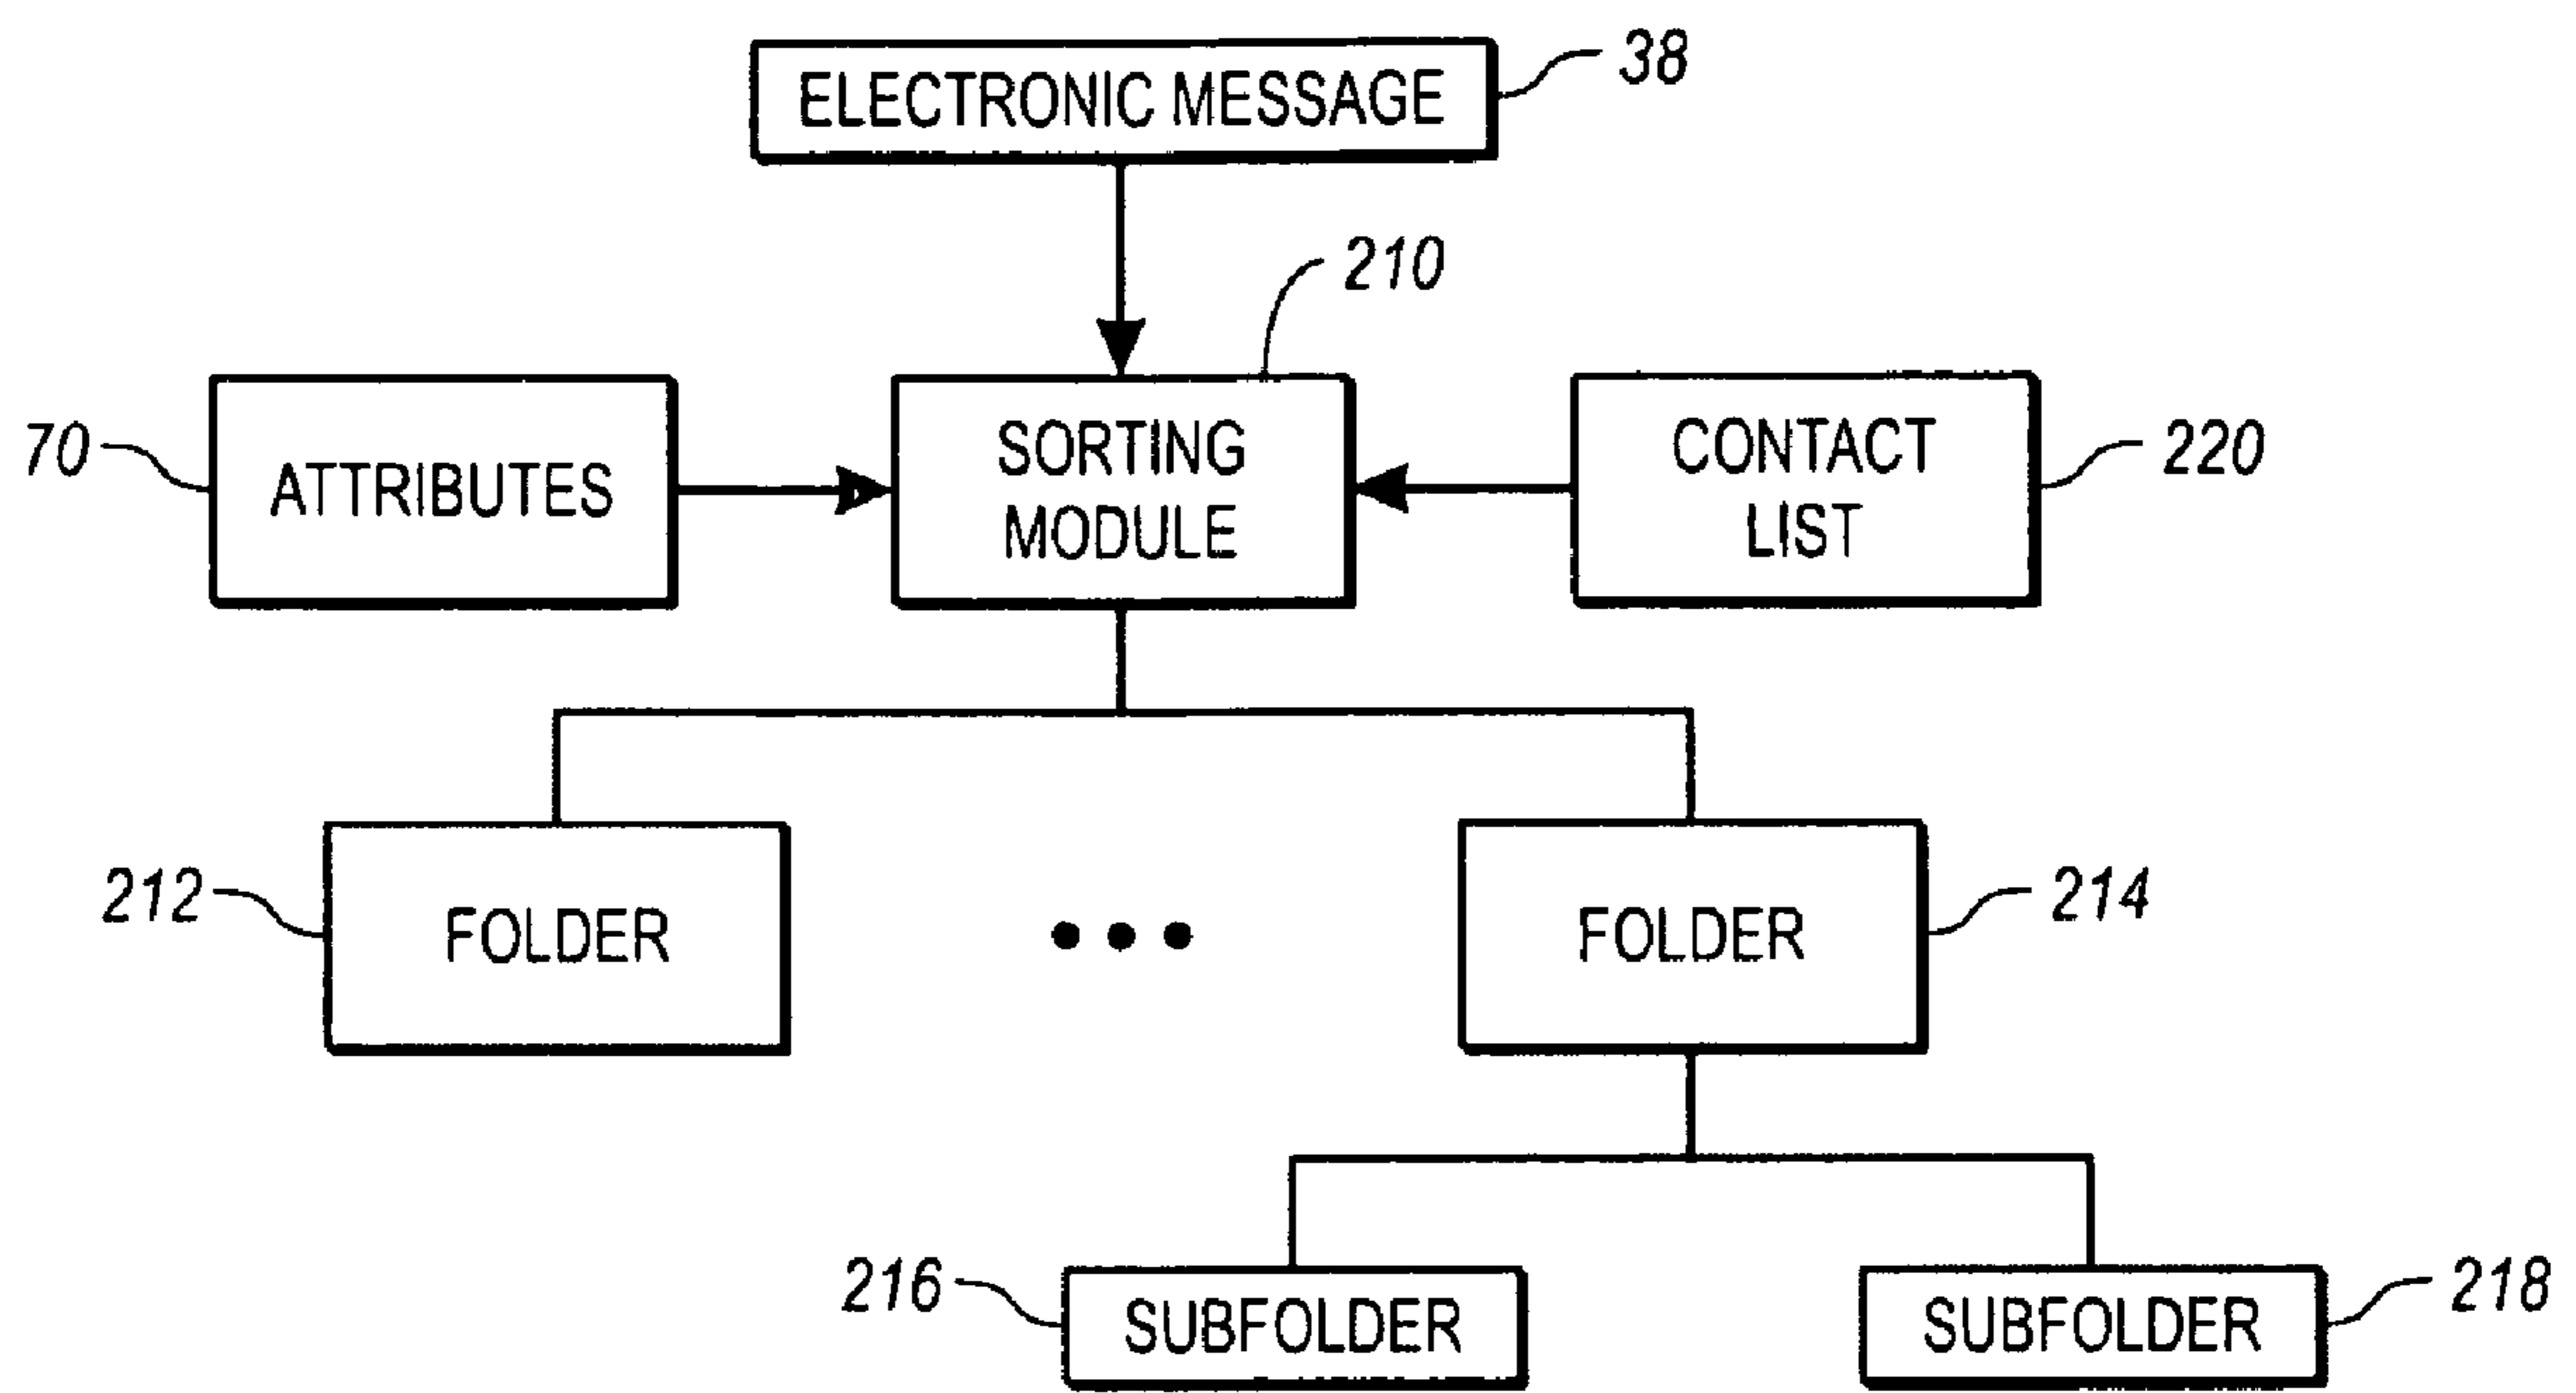 ELECTRONIC MESSAGE
38
210
70
ATTRIBUTES
SORTING
MODULE
CONTACT
LIST
220
212
FOLDER
FOLDER
214
216
SUBFOLDER
SUBFOLDER
218